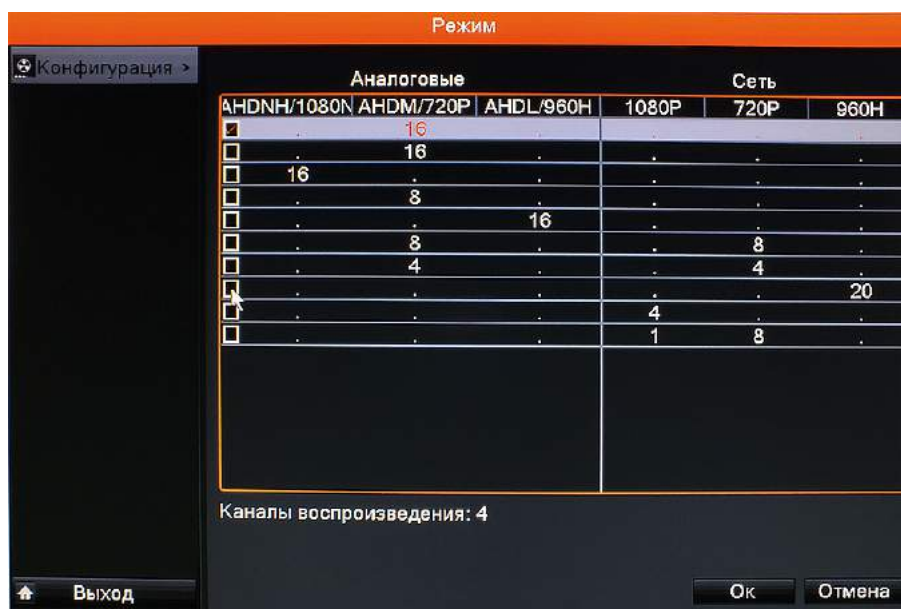 Режим
Конфигурация >
Аналоговые Сеть
AHDNH/1080N AHDM/720P AHDL/960H 1080P 720P 960H
. 16 . . . .
. 16 . . . .
16 . . . . .
. 8 . . . .
. . 16 . . .
. 8 . . 8 .
. 4 . . 4 .
. . . . . 20
. . . 4 . .
. . . 1 8 .
Каналы воспроизведения: 4
Выход Ок Отмена